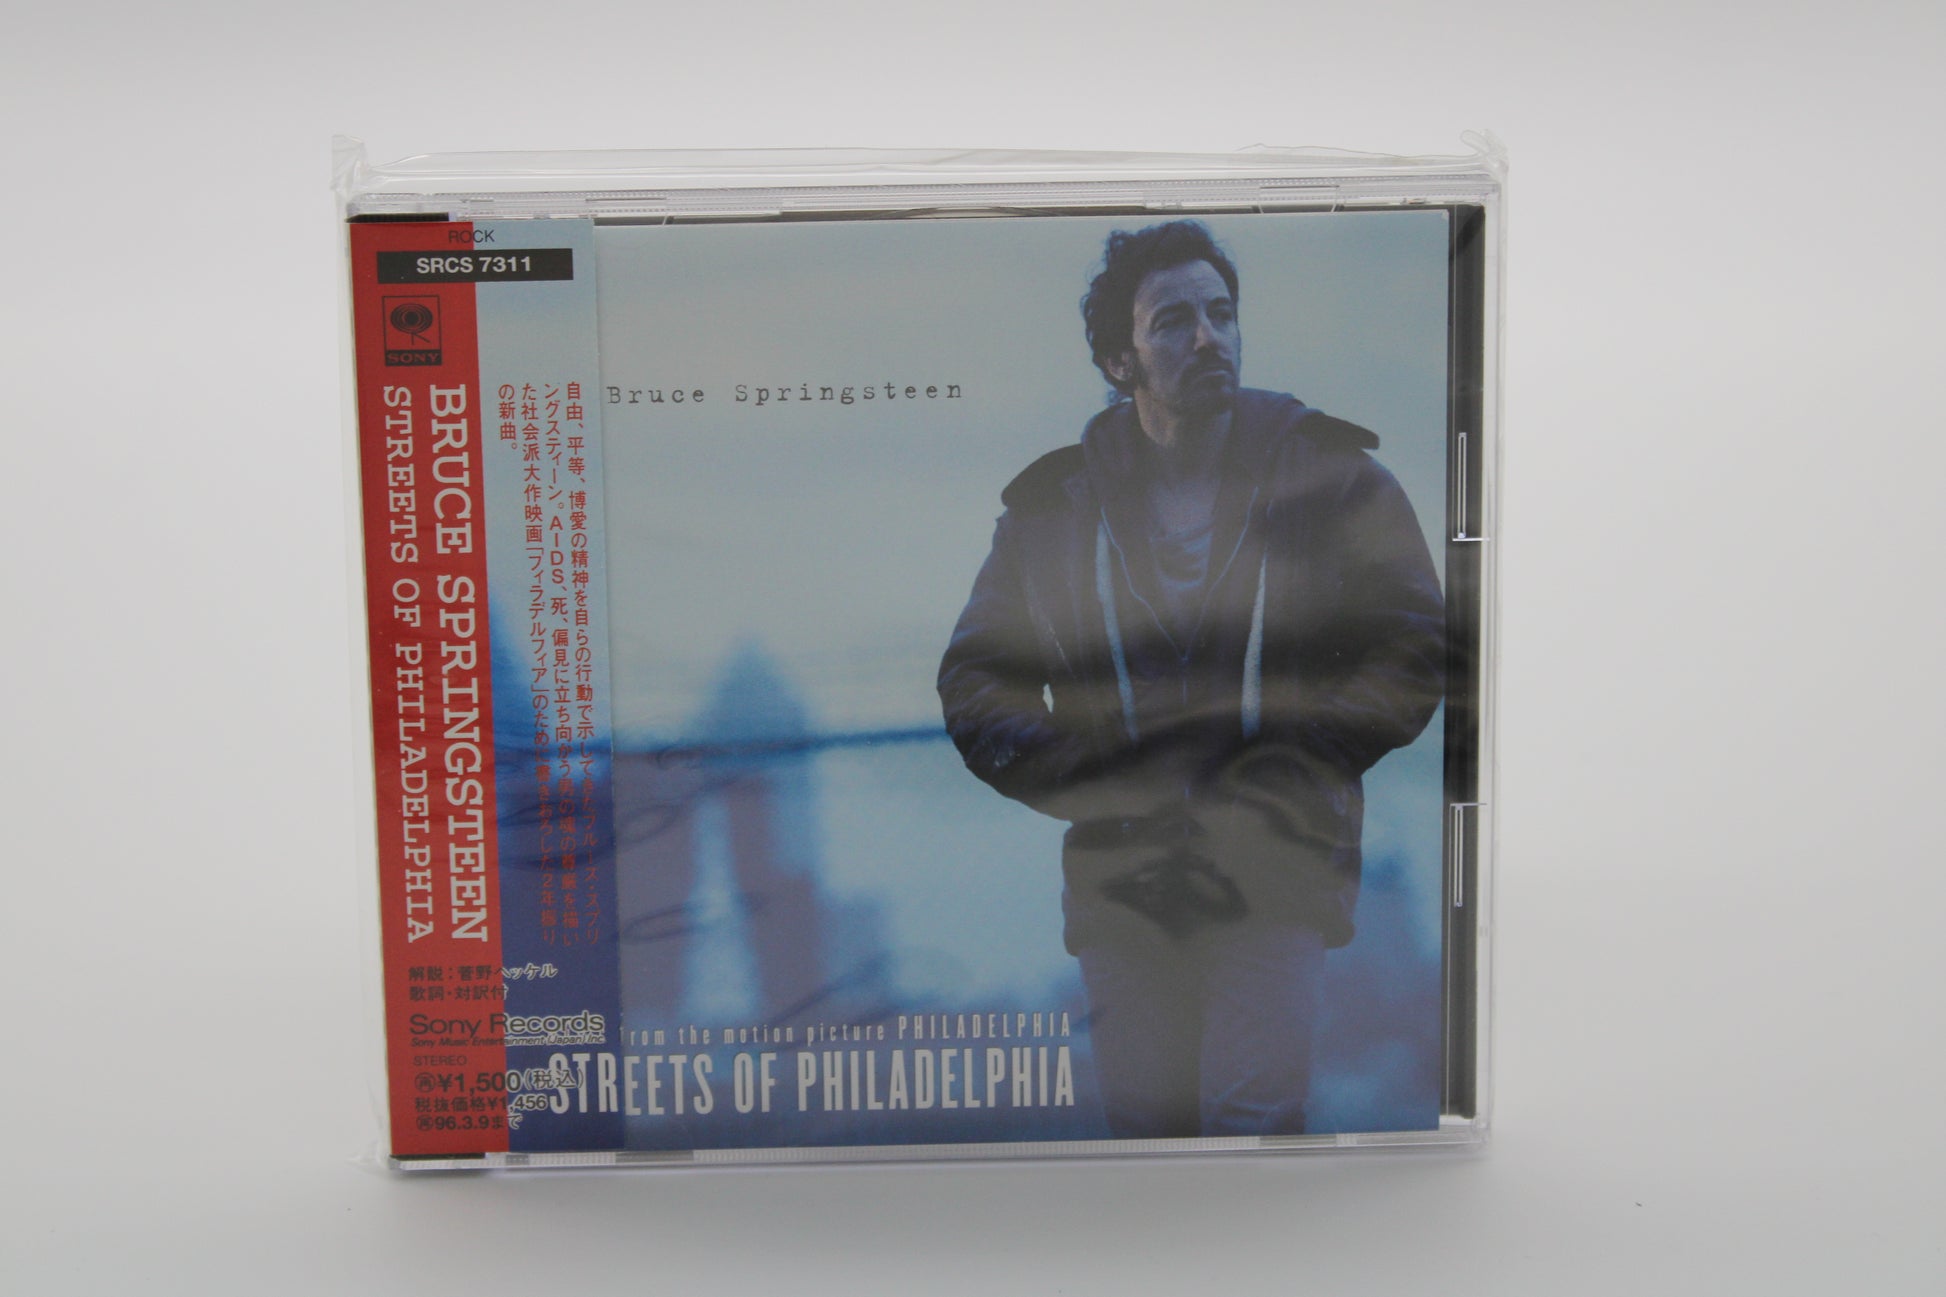 ROCK
SRCS 7311
SONY
BRUCE SPRINGSTEEN
STREETS OF PHILADELPHIA
自由、平等、博愛の精神を自らの行動で示してきたブルース・スプリ
ングスティーン。AIDS、死、偏見に立ち向かう男の魂の尊厳を描い
た社会派大作映画「フィラデルフィア」のために書きおろした2年振り
の新曲。
解説:菅野ヘッケル
歌詞・対訳付
Sony Records
Sony Music Entertainment (Japan) Inc.
STEREO
㋐¥1,500(税込)
税抜価格¥1,456
96.3.9まで
Bruce Springsteen
from the motion picture PHILADELPHIA
STREETS OF PHILADELPHIA